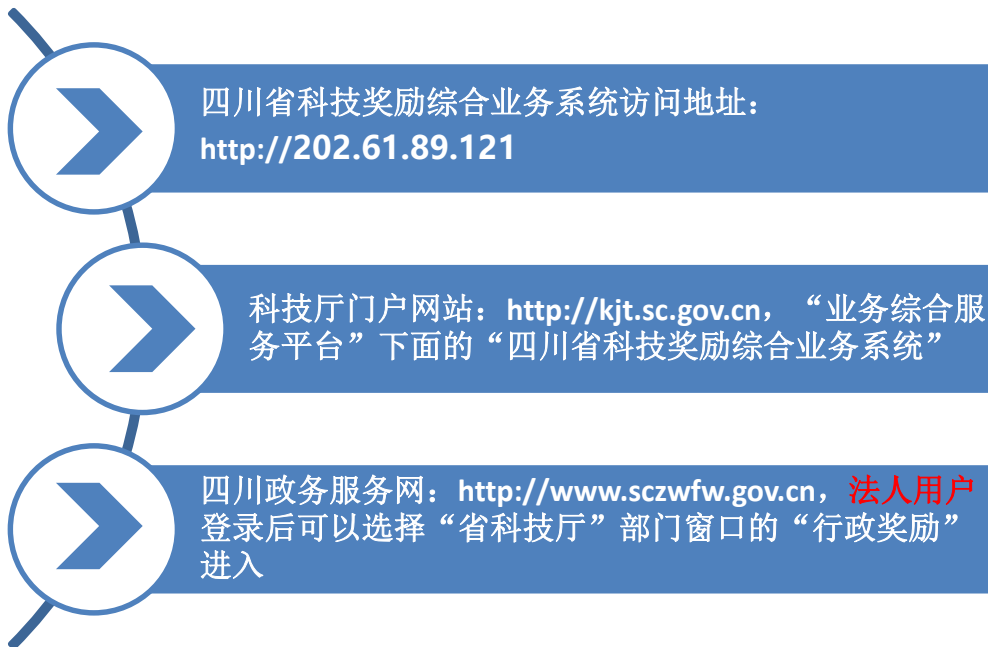 四川省科技奖励综合业务系统访问地址：
http://202.61.89.121
科技厅门户网站：http://kjt.sc.gov.cn，“业务综合服
务平台”下面的“四川省科技奖励综合业务系统”
四川政务服务网：http://www.sczwfw.gov.cn，法人用户
登录后可以选择“省科技厅”部门窗口的“行政奖励”
进入